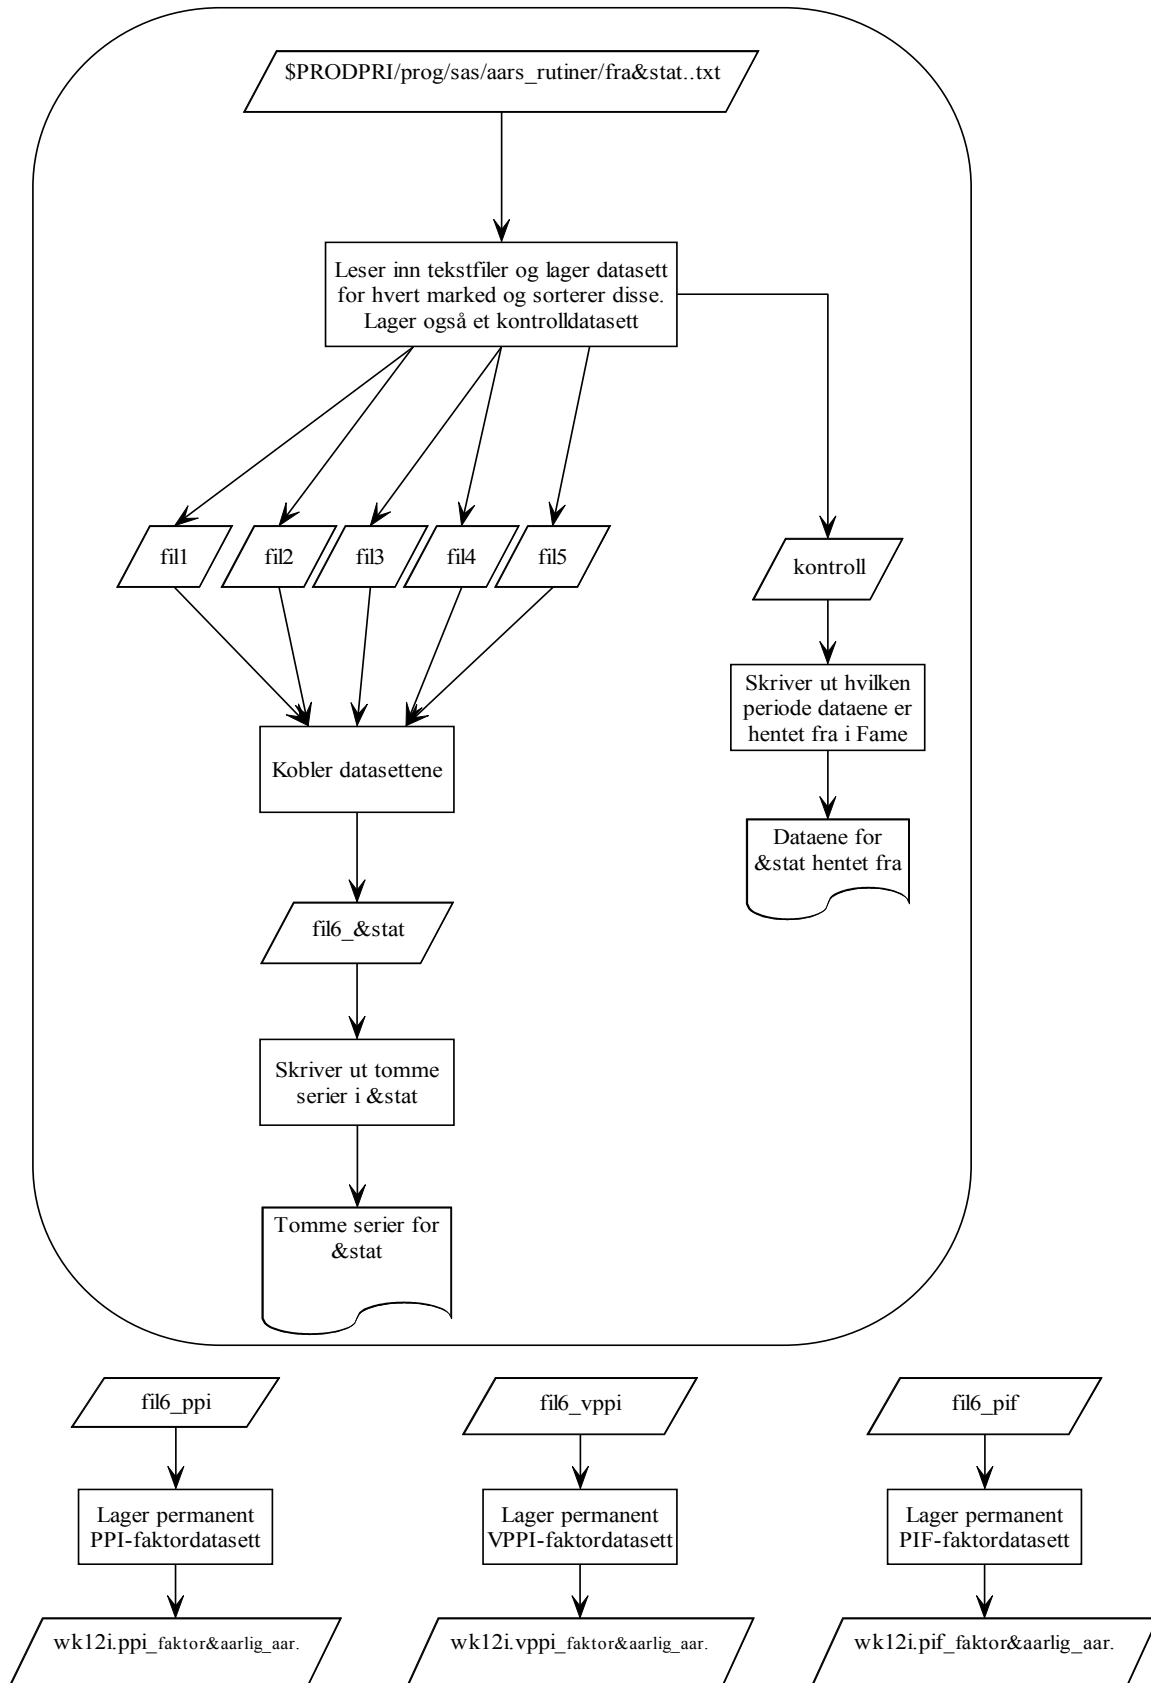 $PRODPRI/prog/sas/aars_rutiner/fra&stat..txt
Leser inn tekstfiler og lager datasett
for hvert marked og sorterer disse.
Lager også et kontrolldatasett
fil1
fil2
fil3
fil4
fil5
kontroll
Skriver ut hvilken
periode dataene er
hentet fra i Fame
Kobler datasettene
Dataene for
&stat hentet fra
fil6_&stat
Skriver ut tomme
serier i &stat
Tomme serier for
&stat
fil6_ppi
fil6_vppi
fil6_pif
Lager permanent
PPI-faktordatasett
Lager permanent
VPPI-faktordatasett
Lager permanent
PIF-faktordatasett
wk12i.ppi_faktor&aarlig_aar.
wk12i.vppi_faktor&aarlig_aar.
wk12i.pif_faktor&aarlig_aar.